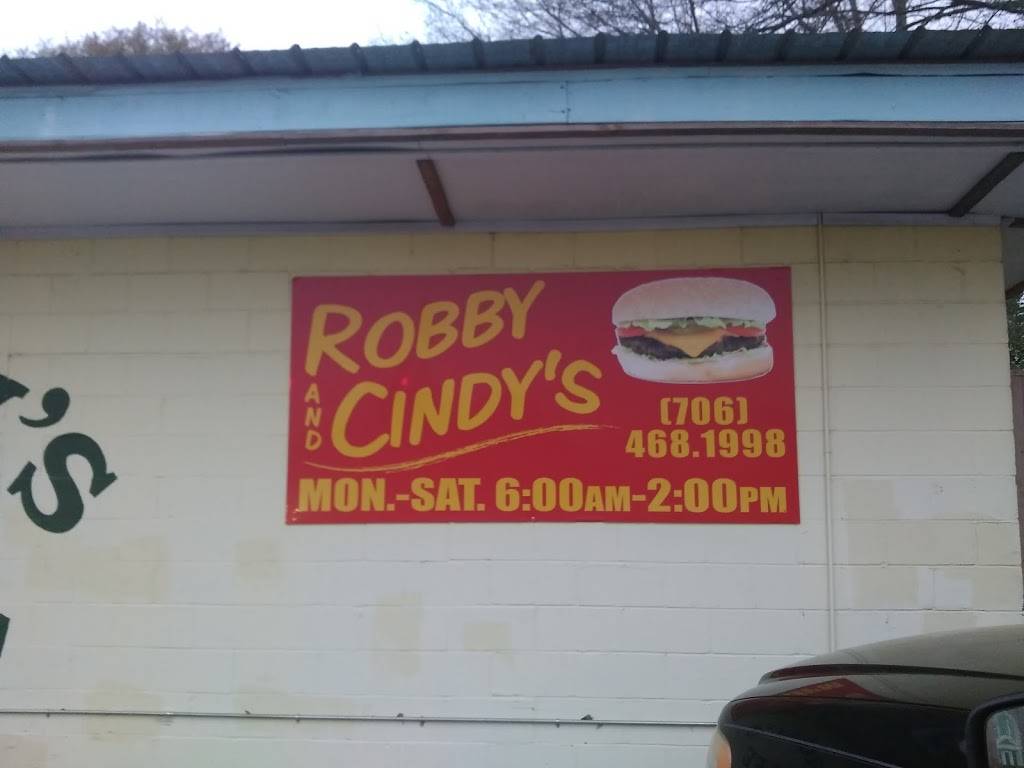 ROBBY
AND
CINDY'S
(706)
468.1998
MON.-SAT. 6:00AM-2:00PM
'S